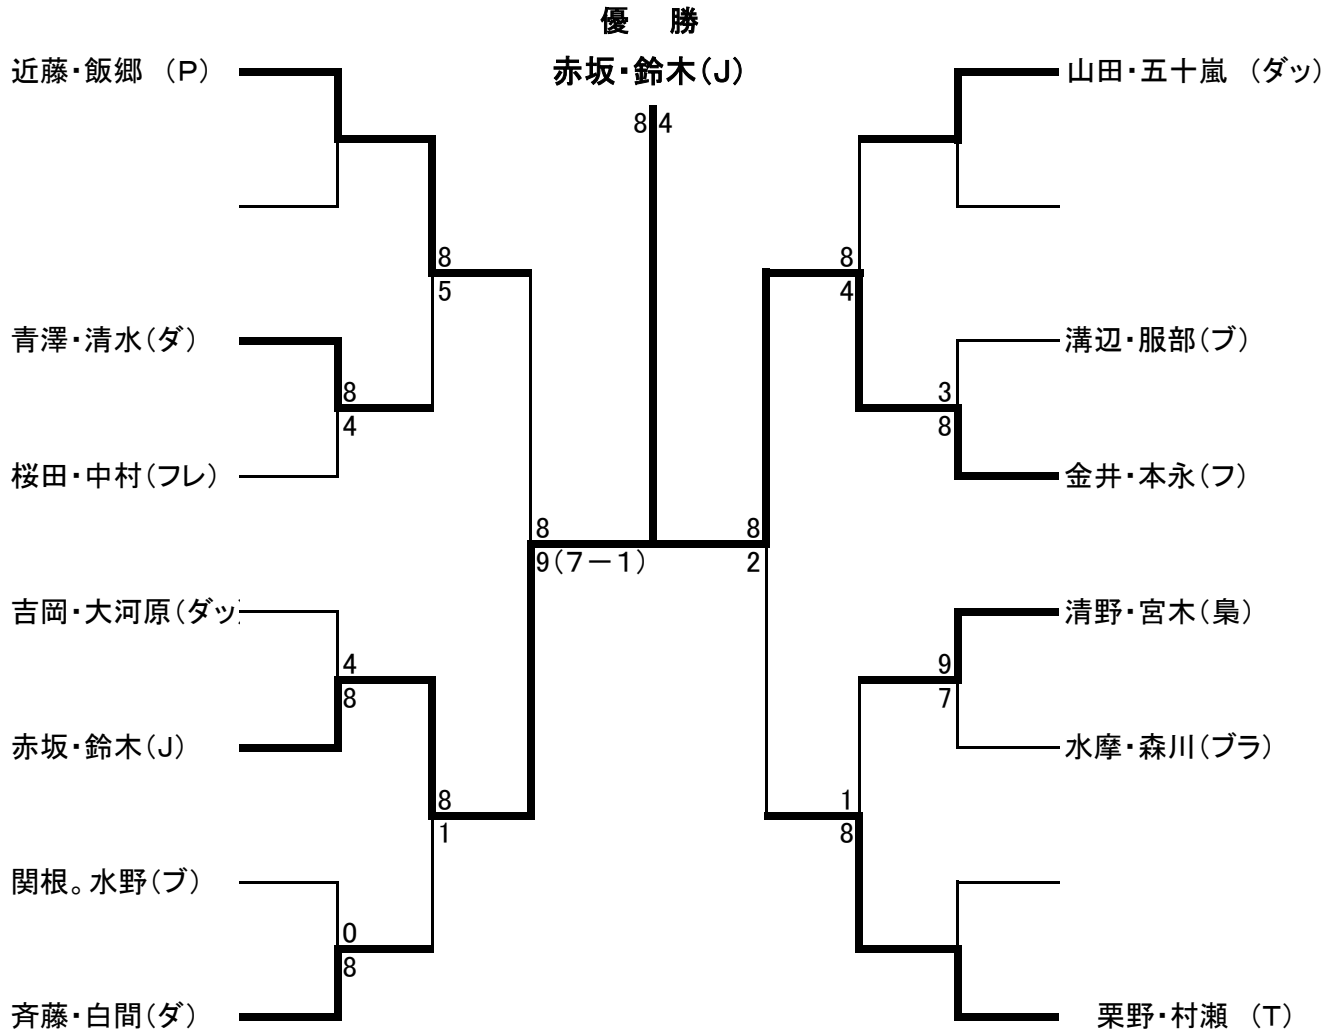 優　勝
赤坂・鈴木(J)
8 4
近藤・飯郷　(P)
山田・五十嵐　(ダッ)
8
5
8
4
青澤・清水(ダ)
溝辺・服部(ブ)
8
4
3
8
桜田・中村(フレ)
金井・本永(フ)
8
9(7－1)
8
2
吉岡・大河原(ダッ
清野・宮木(梟)
4
8
9
7
赤坂・鈴木(J)
水摩・森川(ブラ)
8
1
1
8
関根。水野(ブ)
0
8
斉藤・白間(ダ)
栗野・村瀬　(T)